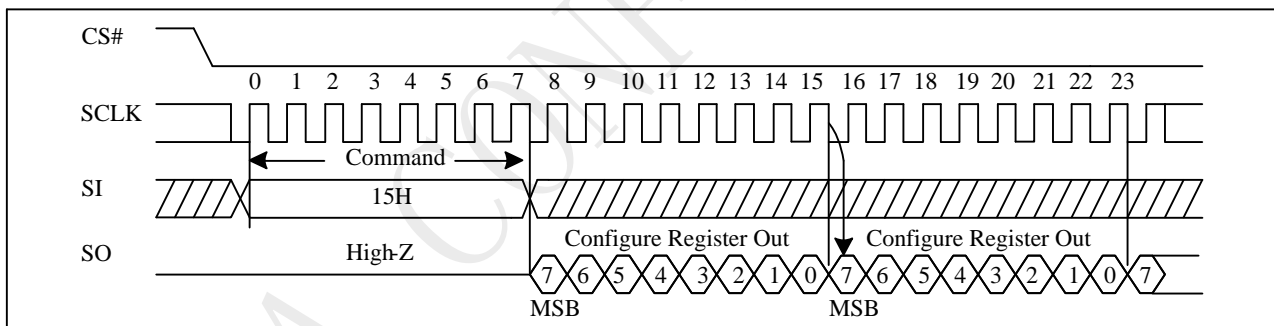 CS#
0 1 2 3 4 5 6 7 8 9 10 11 12 13 14 15 16 17 18 19 20 21 22 23
SCLK
Command
SI
15H
SO
High-Z
Configure Register Out Configure Register Out
7 6 5 4 3 2 1 0 7 6 5 4 3 2 1 0 7
MSB MSB